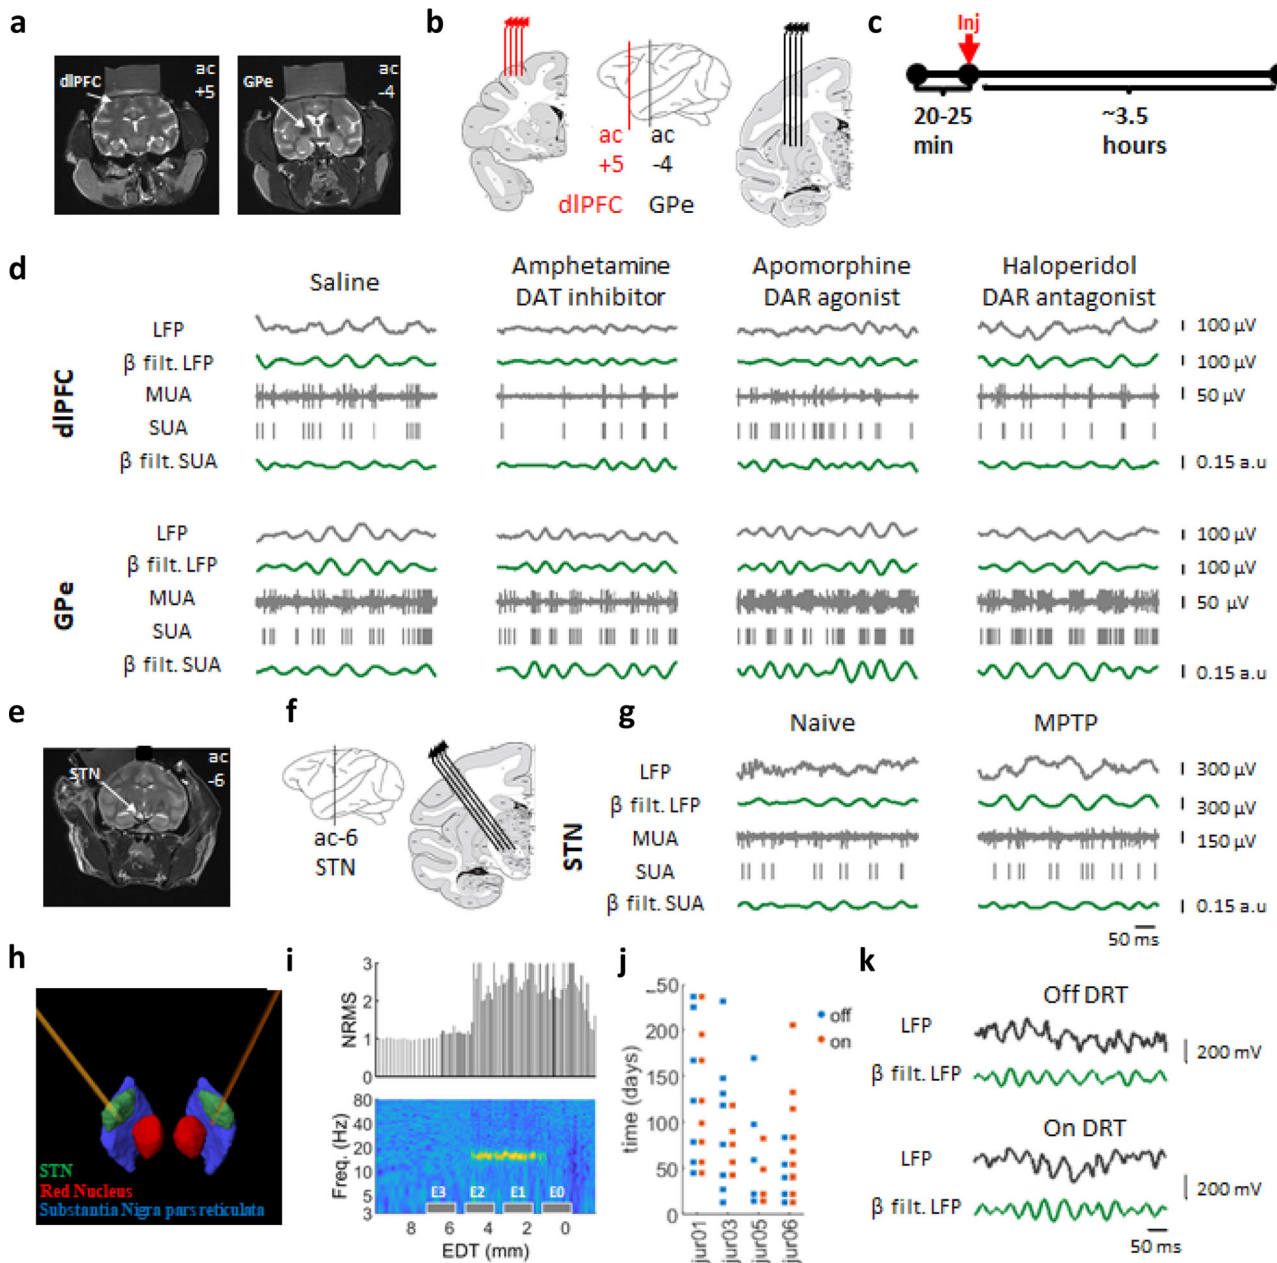 a
dlPFC
ac
+5
GPe
ac
-4
b
ac
+5
ac
-4
dlPFC
GPe
c
Inj
20-25
min
~3.5
hours
d
Saline
Amphetamine
DAT inhibitor
Apomorphine
DAR agonist
Haloperidol
DAR antagonist
dlPFC
LFP
100 µV
β filt. LFP
100 µV
MUA
50 µV
SUA
β filt. SUA
0.15 a.u
GPe
LFP
100 µV
β filt. LFP
100 µV
MUA
50 µV
SUA
β filt. SUA
0.15 a.u
e
STN
ac
-6
f
ac-6
STN
g
Naive
MPTP
STN
LFP
300 µV
β filt. LFP
300 µV
MUA
150 µV
SUA
β filt. SUA
0.15 a.u
50 ms
h
STN
Red Nucleus
Substantia Nigra pars reticulata
i
NRMS
3
2
1
0
Freq. (Hz)
80
40
20
10
5
3
E3
E2
E1
E0
8
6
4
2
0
EDT (mm)
j
time (days)
200
150
100
50
0
off
on
jur01
jur03
jur05
jur06
k
Off DRT
LFP
200 mV
β filt. LFP
On DRT
LFP
200 mV
β filt. LFP
50 ms